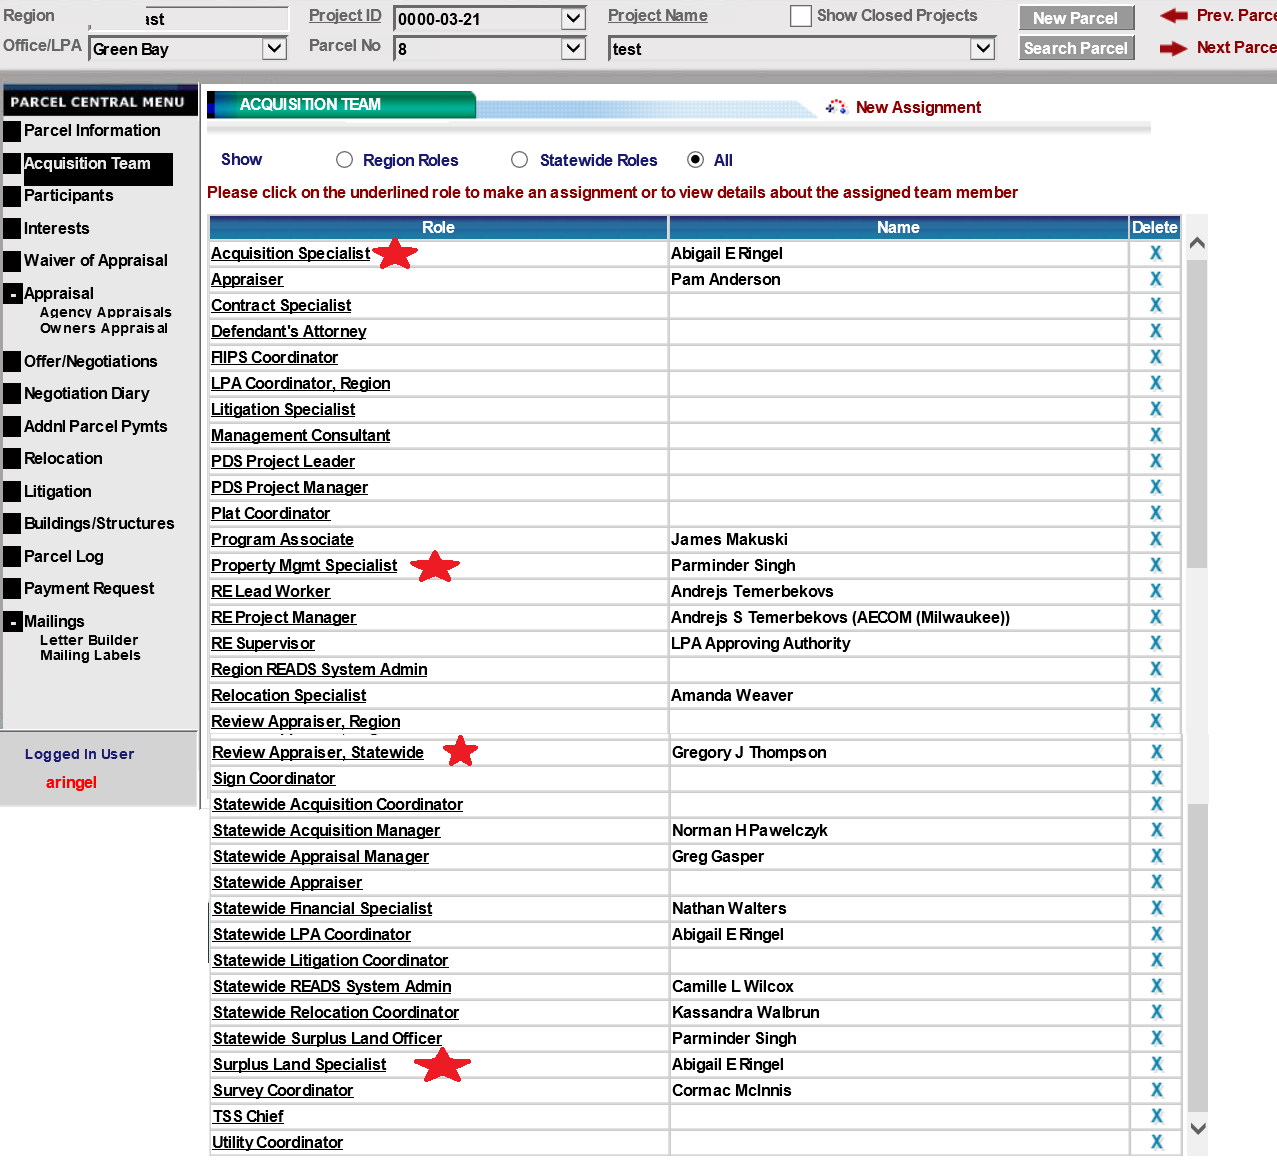 Region ast Project ID 0000-03-21 Project Name Show Closed Projects New Parcel Prev. Parce
Office/LPA Green Bay Parcel No 8 test Search Parcel Next Parce
PARCEL CENTRAL MENU
Parcel Information
Acquisition Team
Participants
Interests
Waiver of Appraisal
- Appraisal
Agency Appraisals
Owners Appraisal
Offer/Negotiations
Negotiation Diary
Addnl Parcel Pymts
Relocation
Litigation
Buildings/Structures
Parcel Log
Payment Request
- Mailings
Letter Builder
Mailing Labels
Logged In User
aringel
ACQUISITION TEAM New Assignment
Show Region Roles Statewide Roles All
Please click on the underlined role to make an assignment or to view details about the assigned team member
Role Name Delete
Acquisition Specialist Abigail E Ringel X
Appraiser Pam Anderson X
Contract Specialist X
Defendant's Attorney X
FIIPS Coordinator X
LPA Coordinator, Region X
Litigation Specialist X
Management Consultant X
PDS Project Leader X
PDS Project Manager X
Plat Coordinator X
Program Associate James Makuski X
Property Mgmt Specialist Parminder Singh X
RE Lead Worker Andrejs Temerbekovs X
RE Project Manager Andrejs S Temerbekovs (AECOM (Milwaukee)) X
RE Supervisor LPA Approving Authority X
Region READS System Admin X
Relocation Specialist Amanda Weaver X
Review Appraiser, Region X
Review Appraiser, Statewide Gregory J Thompson X
Sign Coordinator X
Statewide Acquisition Coordinator X
Statewide Acquisition Manager Norman H Pawelczyk X
Statewide Appraisal Manager Greg Gasper X
Statewide Appraiser X
Statewide Financial Specialist Nathan Walters X
Statewide LPA Coordinator Abigail E Ringel X
Statewide Litigation Coordinator X
Statewide READS System Admin Camille L Wilcox X
Statewide Relocation Coordinator Kassandra Walbrun X
Statewide Surplus Land Officer Parminder Singh X
Surplus Land Specialist Abigail E Ringel X
Survey Coordinator Cormac McInnis X
TSS Chief X
Utility Coordinator X